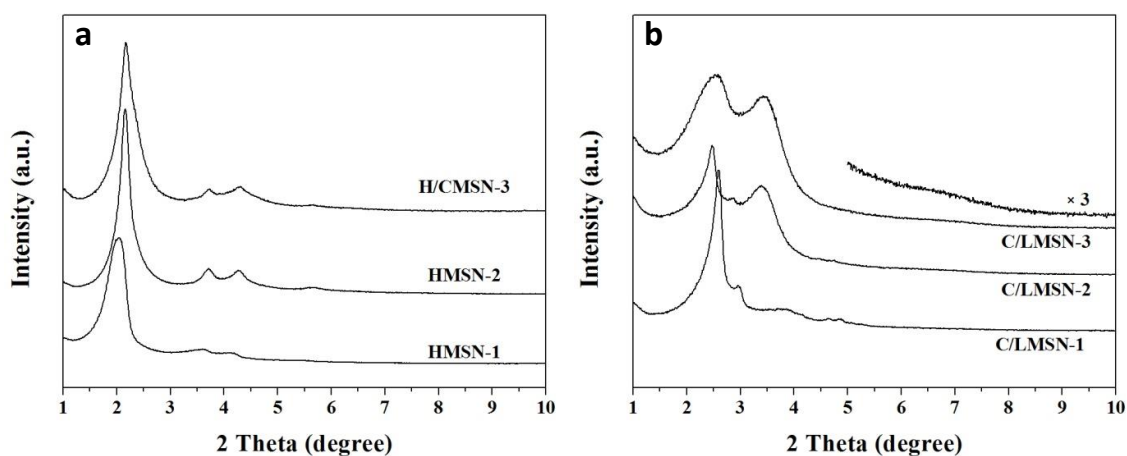 a
Intensity (a.u.)
H/CMSN-3
HMSN-2
HMSN-1
1 2 3 4 5 6 7 8 9 10
2 Theta (degree)
b
Intensity (a.u.)
× 3
C/LMSN-3
C/LMSN-2
C/LMSN-1
1 2 3 4 5 6 7 8 9 10
2 Theta (degree)